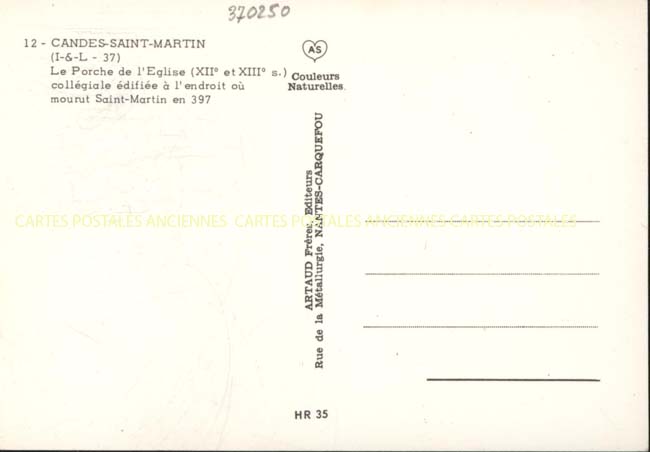 370250
12 - CANDES-SAINT-MARTIN
(I-&-L - 37)
Le Porche de l'Eglise (XII° et XIII° s.)
collégiale édifiée à l'endroit où
mourut Saint-Martin en 397
AS
Couleurs
Naturelles.
ARTAUD Frères, Editeurs
Rue de la Métallurgie, NANTES-CARQUEFOU
CARTES POSTALES ANCIENNES CARTES POSTALES ANCIENNES CARTES POSTALES
HR 35